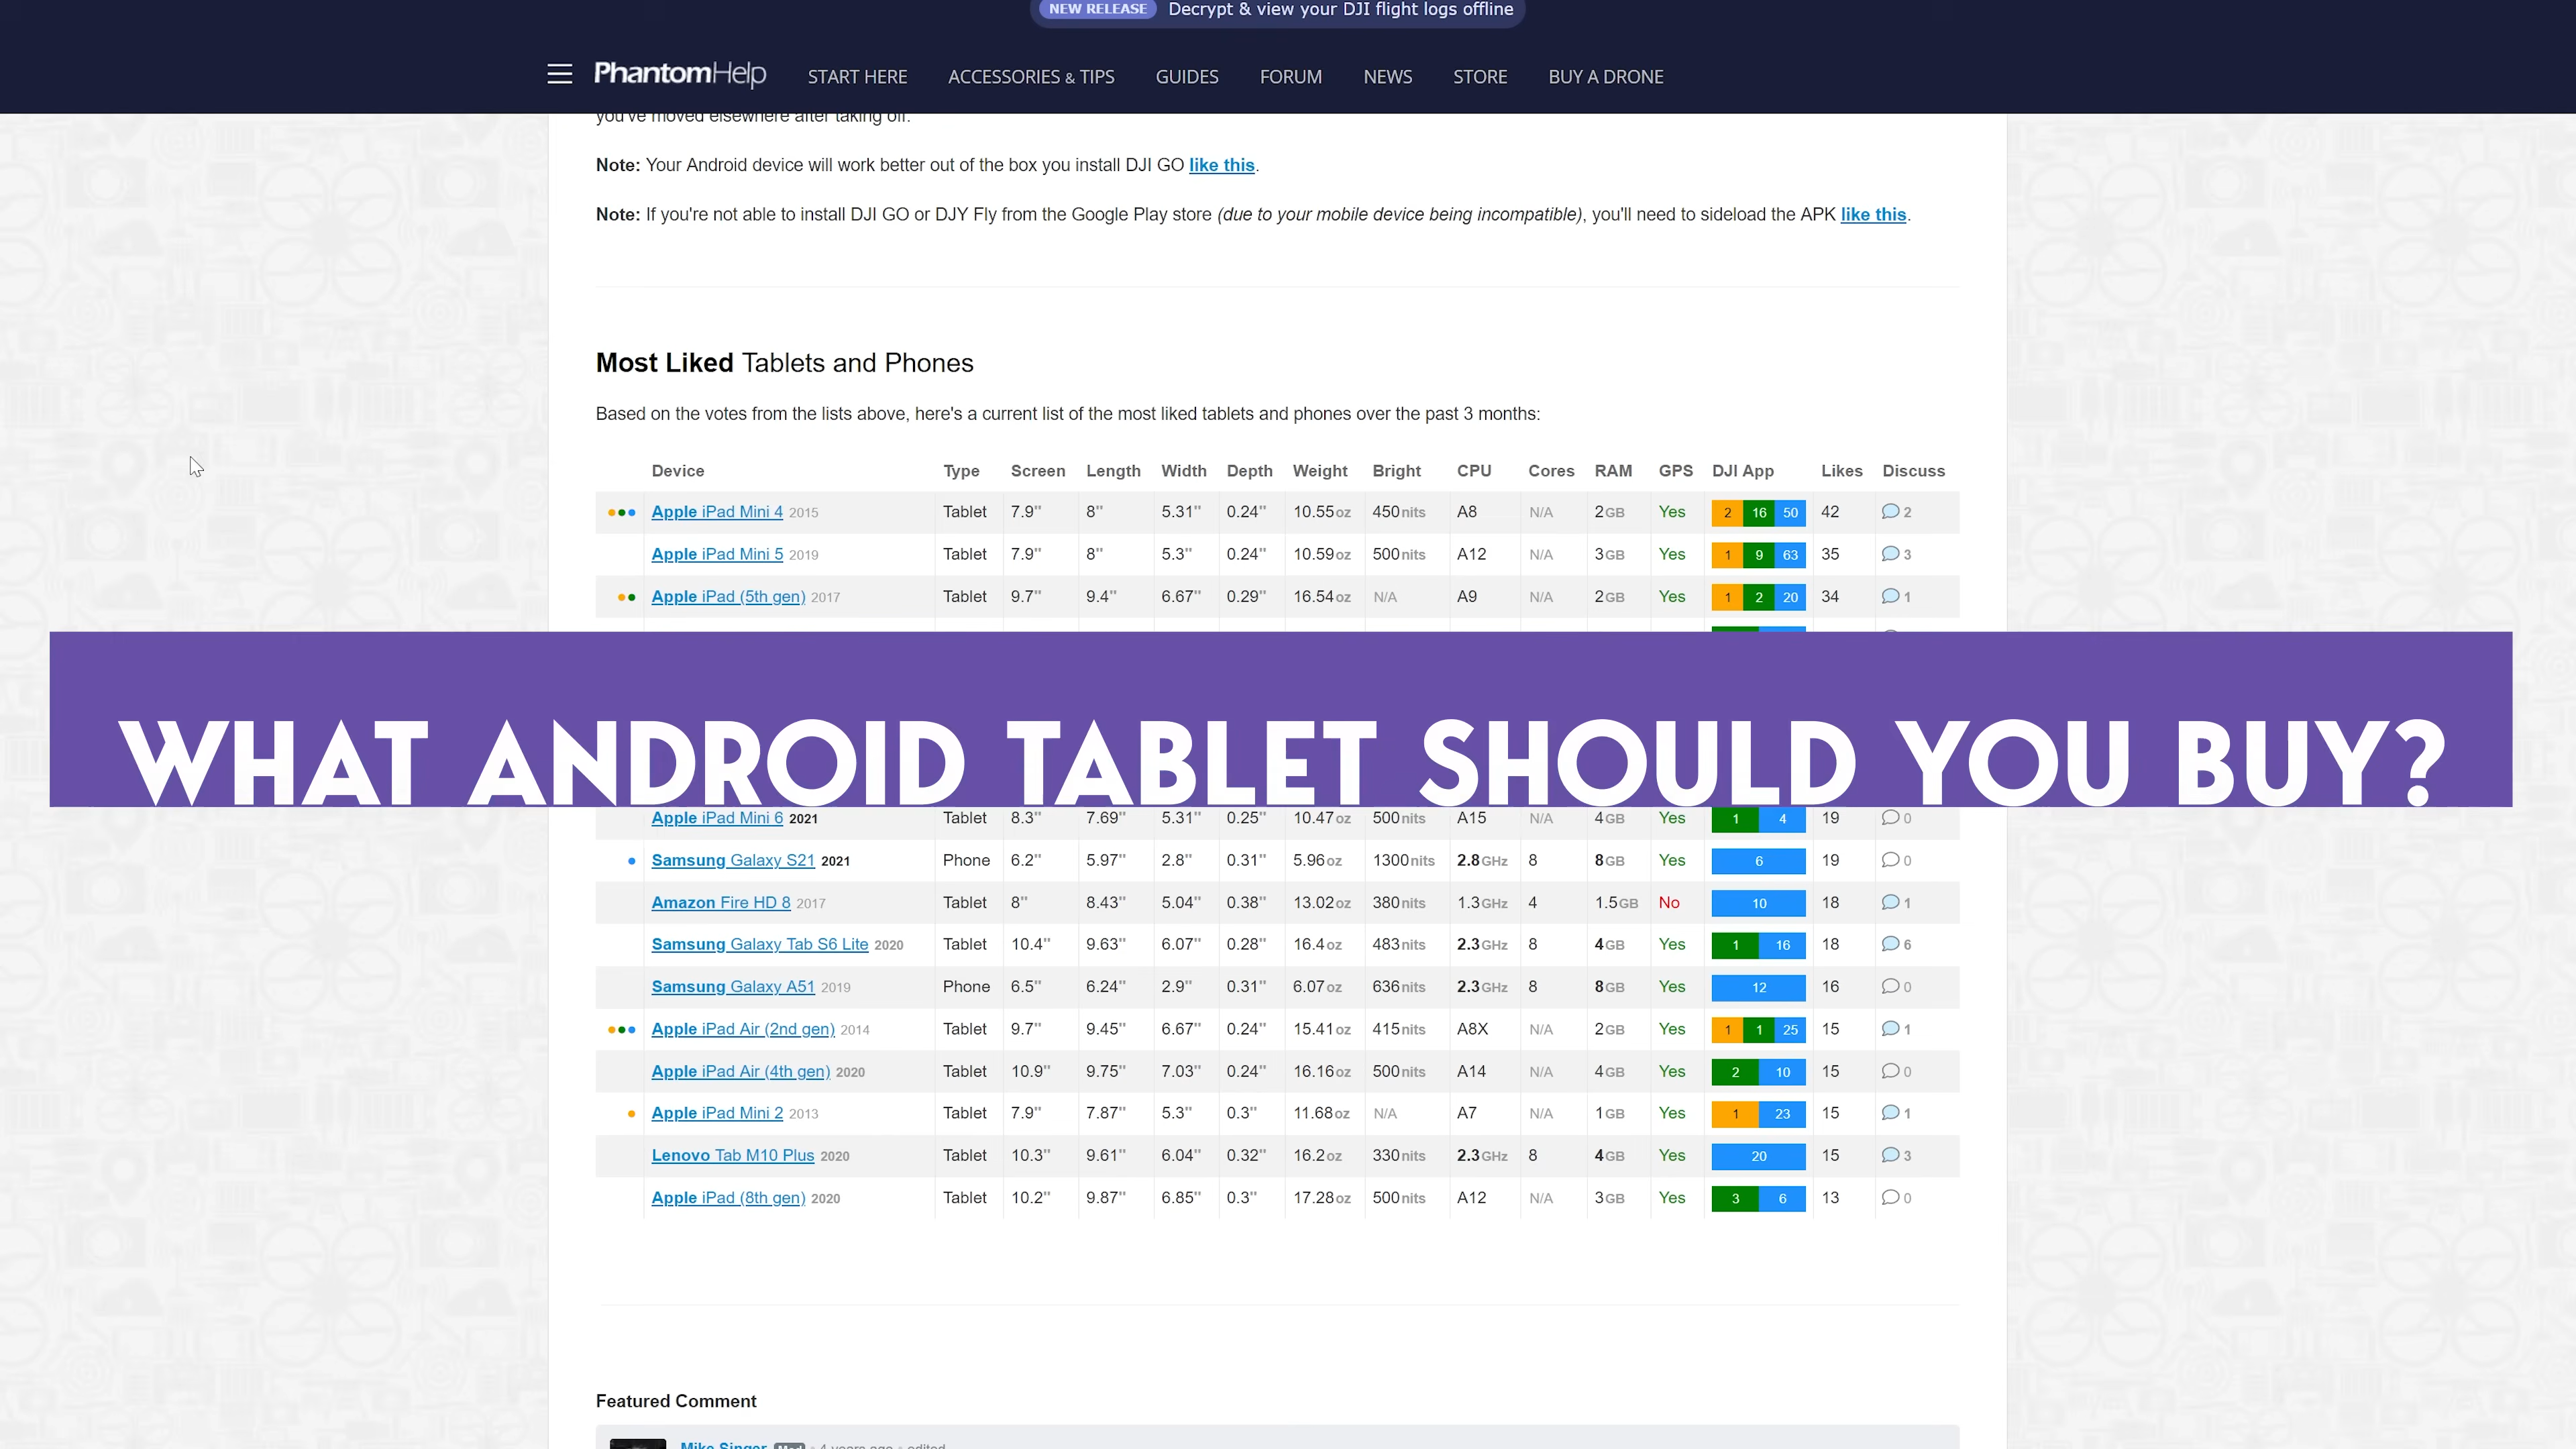 NEW RELEASE Decrypt & view your DJI flight logs offline
PhantomHelp START HERE ACCESSORIES & TIPS GUIDES FORUM NEWS STORE BUY A DRONE
you've moved elsewhere after taking off.
Note: Your Android device will work better out of the box you install DJI GO like this.
Note: If you're not able to install DJI GO or DJY Fly from the Google Play store (due to your mobile device being incompatible), you'll need to sideload the APK like this.
Most Liked Tablets and Phones
Based on the votes from the lists above, here's a current list of the most liked tablets and phones over the past 3 months:
Device Type Screen Length Width Depth Weight Bright CPU Cores RAM GPS DJI App Likes Discuss
Apple iPad Mini 4 2015 Tablet 7.9" 8" 5.31" 0.24" 10.55oz 450nits A8 N/A 2GB Yes 2 16 50 42 2
Apple iPad Mini 5 2019 Tablet 7.9" 8" 5.3" 0.24" 10.59oz 500nits A12 N/A 3GB Yes 1 9 63 35 3
Apple iPad (5th gen) 2017 Tablet 9.7" 9.4" 6.67" 0.29" 16.54oz N/A A9 N/A 2GB Yes 1 2 20 34 1
WHAT ANDROID TABLET SHOULD YOU BUY?
Apple iPad Mini 6 2021 Tablet 8.3" 7.69" 5.31" 0.25" 10.47oz 500nits A15 N/A 4GB Yes 1 4 19 0
Samsung Galaxy S21 2021 Phone 6.2" 5.97" 2.8" 0.31" 5.96oz 1300nits 2.8GHz 8 8GB Yes 6 19 0
Amazon Fire HD 8 2017 Tablet 8" 8.43" 5.04" 0.38" 13.02oz 380nits 1.3GHz 4 1.5GB No 10 18 1
Samsung Galaxy Tab S6 Lite 2020 Tablet 10.4" 9.63" 6.07" 0.28" 16.4oz 483nits 2.3GHz 8 4GB Yes 1 16 18 6
Samsung Galaxy A51 2019 Phone 6.5" 6.24" 2.9" 0.31" 6.07oz 636nits 2.3GHz 8 8GB Yes 12 16 0
Apple iPad Air (2nd gen) 2014 Tablet 9.7" 9.45" 6.67" 0.24" 15.41oz 415nits A8X N/A 2GB Yes 1 1 25 15 1
Apple iPad Air (4th gen) 2020 Tablet 10.9" 9.75" 7.03" 0.24" 16.16oz 500nits A14 N/A 4GB Yes 2 10 15 0
Apple iPad Mini 2 2013 Tablet 7.9" 7.87" 5.3" 0.3" 11.68oz N/A A7 N/A 1GB Yes 1 23 15 1
Lenovo Tab M10 Plus 2020 Tablet 10.3" 9.61" 6.04" 0.32" 16.2oz 330nits 2.3GHz 8 4GB Yes 20 15 3
Apple iPad (8th gen) 2020 Tablet 10.2" 9.87" 6.85" 0.3" 17.28oz 500nits A12 N/A 3GB Yes 3 6 13 0
Featured Comment
Mike Singer Mod • 4 years ago • edited